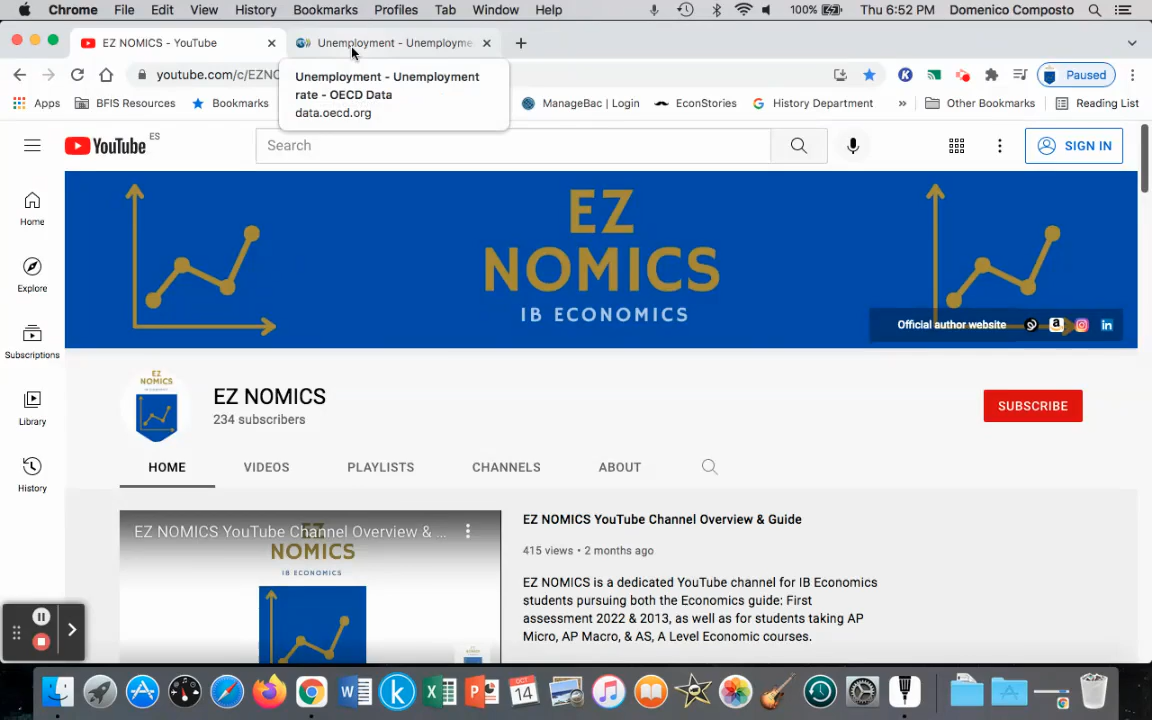 Chrome File Edit View History Bookmarks Profiles Tab Window Help 100% Thu 6:52 PM Domenico Composto
EZ NOMICS - YouTube Unemployment - Unemployme
youtube.com/c/EZNO Paused
Unemployment - Unemployment
rate - OECD Data
data.oecd.org
Apps BFIS Resources Bookmarks ManageBac | Login EconStories History Department » Other Bookmarks Reading List
YouTube ES Search SIGN IN
Home
Explore
Subscriptions
Library
History
EZ
NOMICS
IB ECONOMICS
Official author website
EZ NOMICS
234 subscribers
SUBSCRIBE
HOME VIDEOS PLAYLISTS CHANNELS ABOUT
EZ NOMICS YouTube Channel Overview & ...
NOMICS
IB ECONOMICS
EZ NOMICS YouTube Channel Overview & Guide
415 views • 2 months ago
EZ NOMICS is a dedicated YouTube channel for IB Economics
students pursuing both the Economics guide: First
assessment 2022 & 2013, as well as for students taking AP
Micro, AP Macro, & AS, A Level Economic courses.
OCT
14